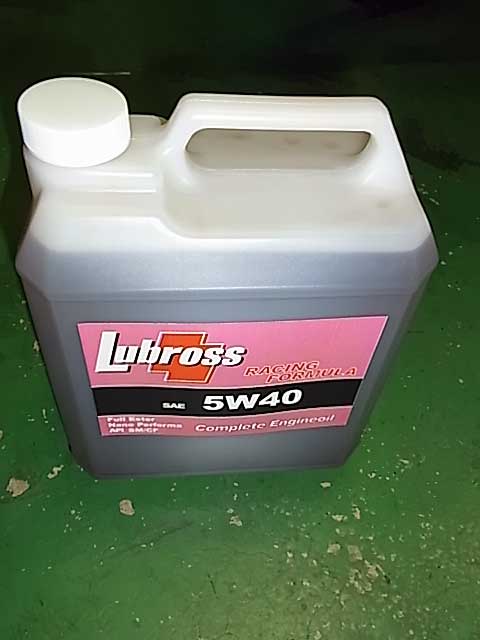 Lubross
RACING
FORMULA
SAE 5W40
Full Ester
Nano Performa
API SM/CF
Complete Engineoil